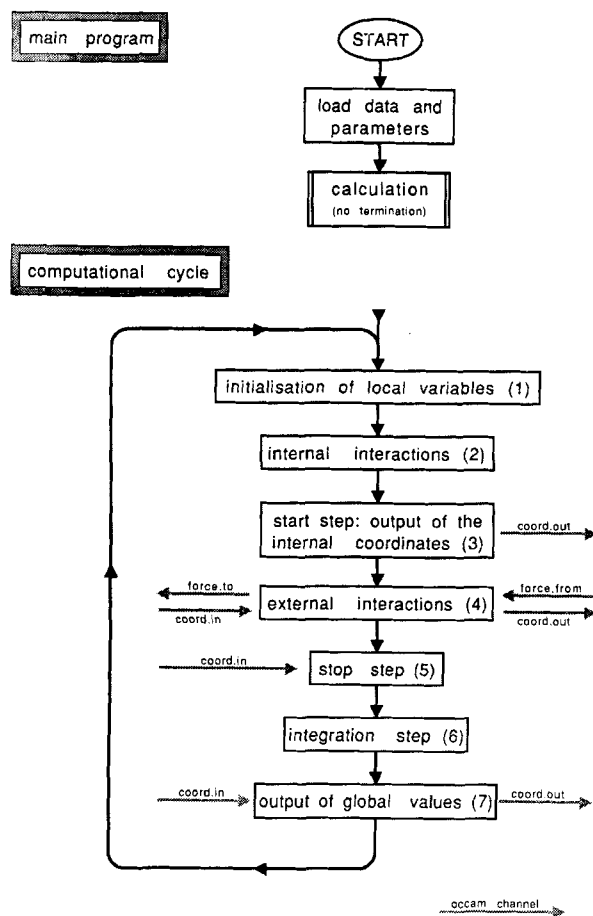 main program
START
load data and
parameters
calculation
(no termination)
computational cycle
initialisation of local variables (1)
internal interactions (2)
start step: output of the
internal coordinates (3)
coord.out
force.to
force.from
external interactions (4)
coord.in
coord.out
coord.in
stop step (5)
integration step (6)
coord.in
output of global values (7)
coord.out
occam channel